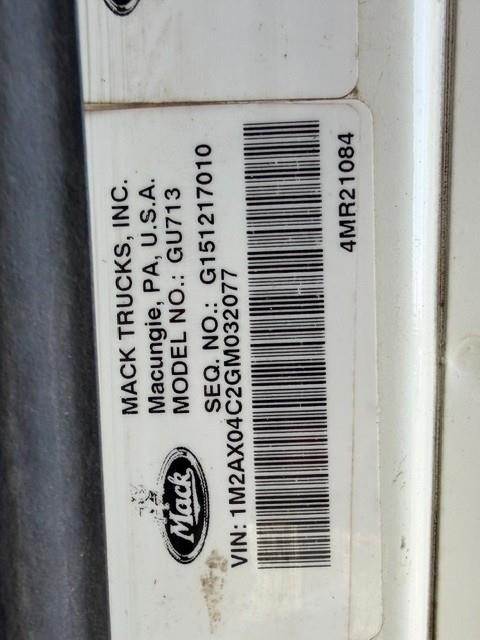 MACK TRUCKS, INC.
Macungie, PA, U.S.A.
MODEL NO.: GU713
SEQ. NO.: G151217010
Mack
VIN: 1M2AX04C2GM032077
4MR21084